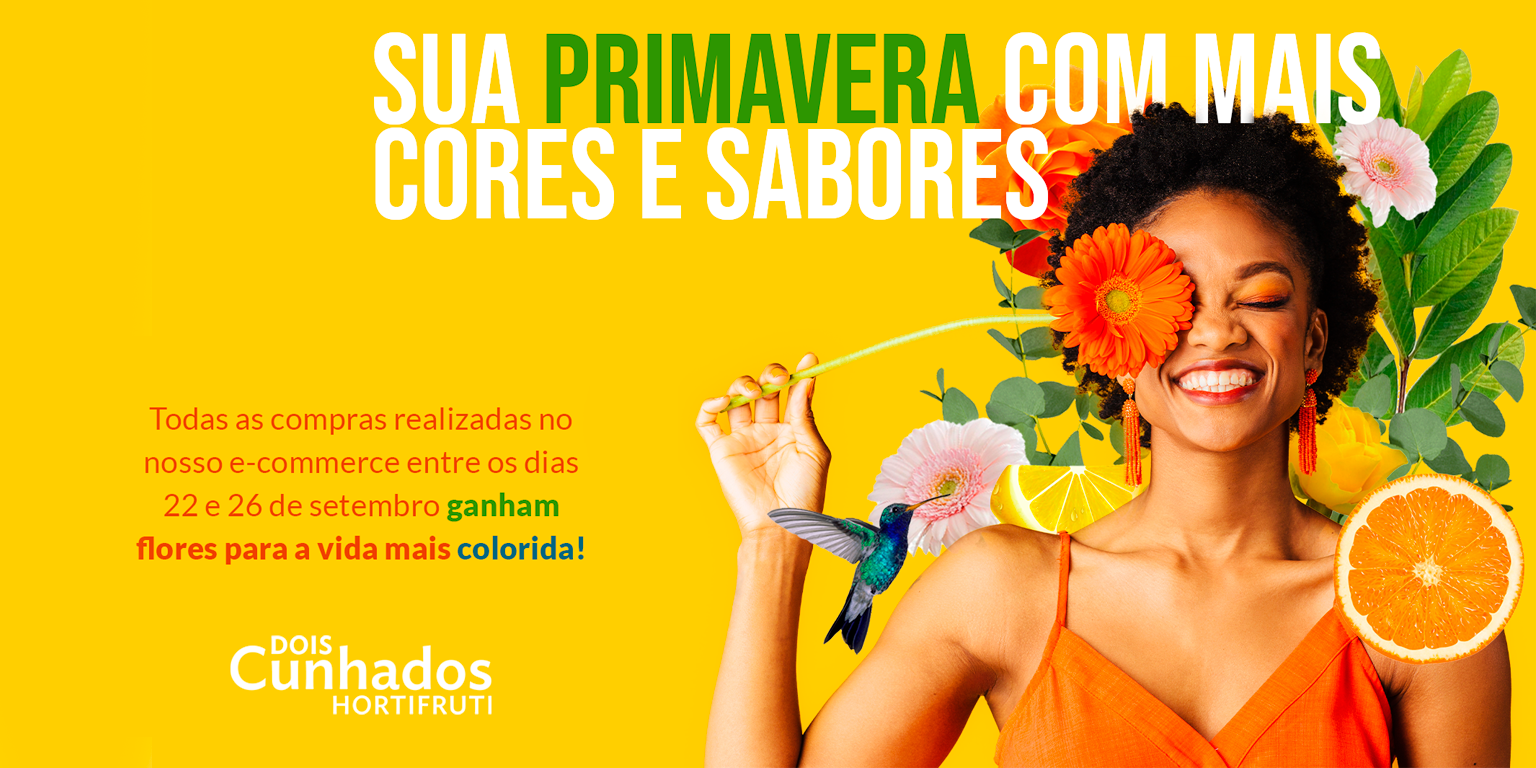 SUA PRIMAVERA COM MAIS
CORES E SABORES
Todas as compras realizadas no
nosso e-commerce entre os dias
22 e 26 de setembro ganham
flores para a vida mais colorida!
DOIS
Cunhados
HORTIFRUTI